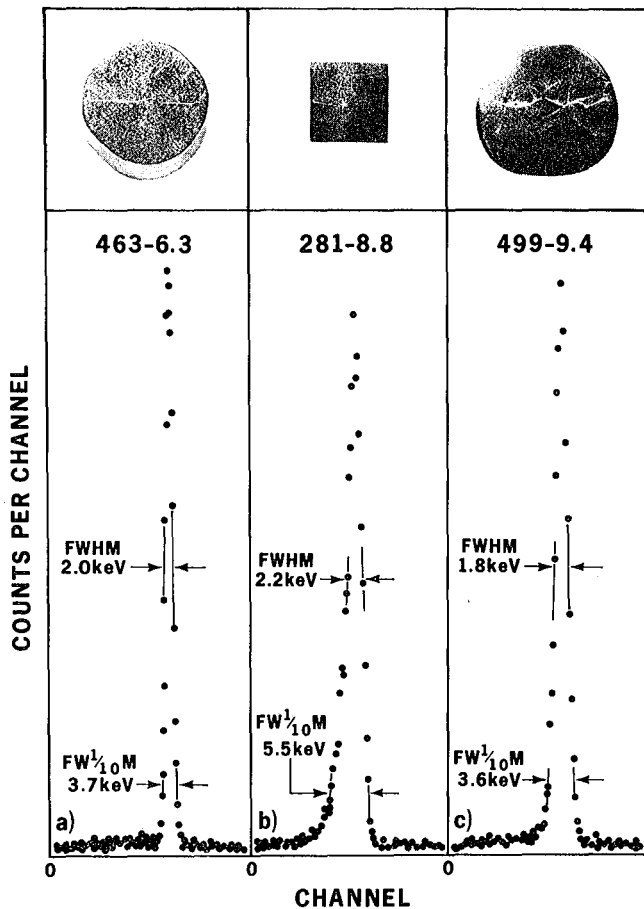 463-6.3
281-8.8
499-9.4
COUNTS PER CHANNEL
FWHM
2.0keV
FWHM
2.2keV
FWHM
1.8keV
FW1/10M
3.7keV
FW1/10M
5.5keV
FW1/10M
3.6keV
a)
b)
c)
0
0
0
CHANNEL